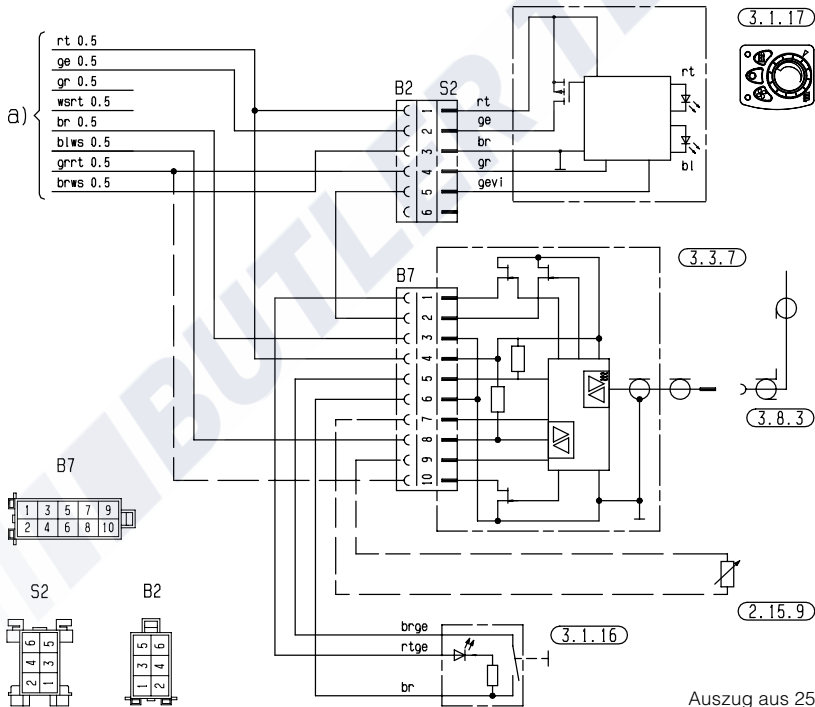 3.1.17
rt 0.5
ge 0.5
gr 0.5
wsrt 0.5
br 0.5
blws 0.5
grrt 0.5
brws 0.5
a)
B2 S2
1
2
3
4
5
6
rt
ge
br
gr
gevi
rt
bl
B7
1
2
3
4
5
6
7
8
9
10
3.3.7
3.8.3
2.15.9
brge
rtge
br
3.1.16
B7
1 3 5 7 9
2 4 6 8 10
S2
6 5
4 3
2 1
B2
5 6
3 4
1 2
BUTLER TE
Auszug aus 25